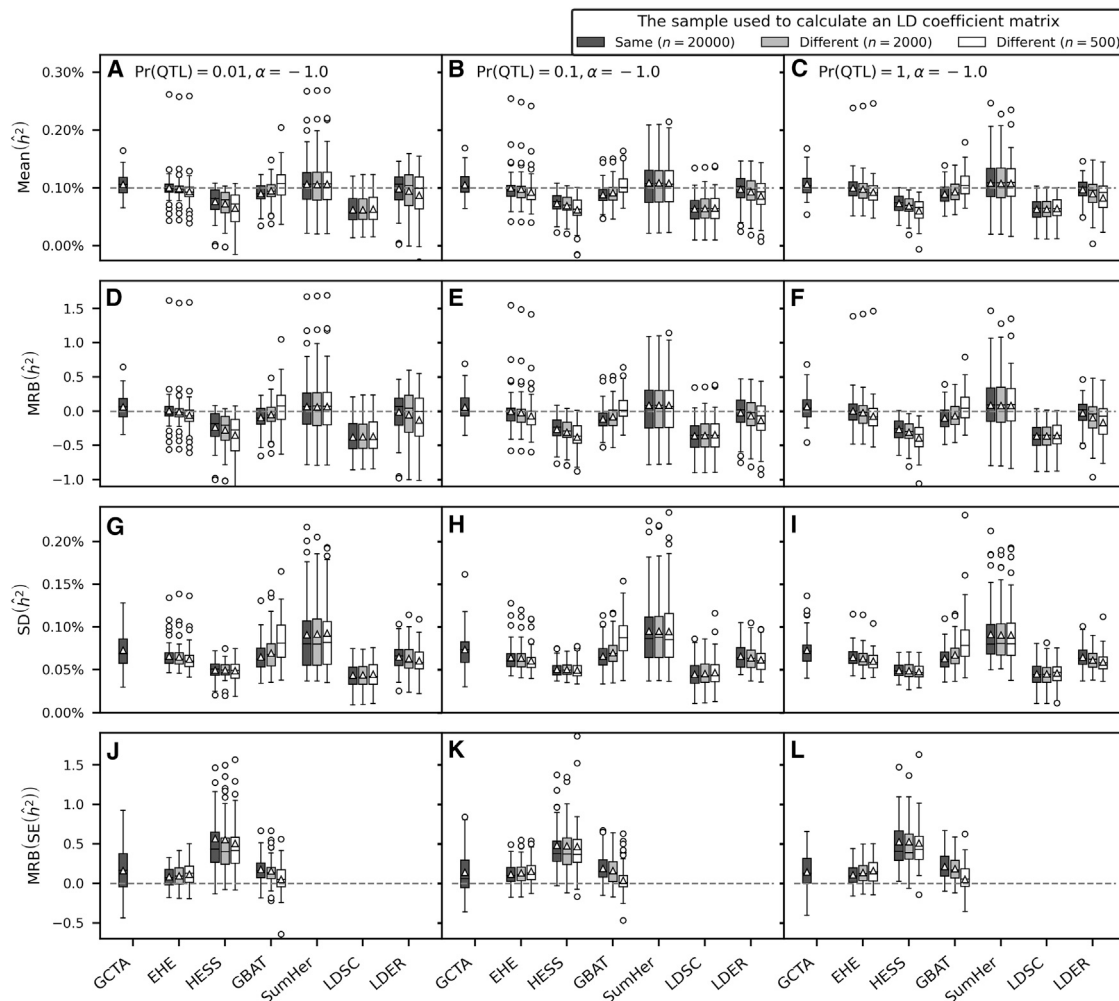 The sample used to calculate an LD coefficient matrix
Same (n = 20000) Different (n = 2000) Different (n = 500)
A Pr(QTL) = 0.01, α = −1.0
B Pr(QTL) = 0.1, α = −1.0
C Pr(QTL) = 1, α = −1.0
Mean(ĥ²)
0.30%
0.20%
0.10%
0.00%
D
E
F
MRB(ĥ²)
1.5
1.0
0.5
0.0
−0.5
−1.0
G
H
I
SD(ĥ²)
0.20%
0.15%
0.10%
0.05%
0.00%
J
K
L
MRB(SE(ĥ²))
1.5
1.0
0.5
0.0
−0.5
GCTA EHE HESS GBAT SumHer LDSC LDER
GCTA EHE HESS GBAT SumHer LDSC LDER
GCTA EHE HESS GBAT SumHer LDSC LDER